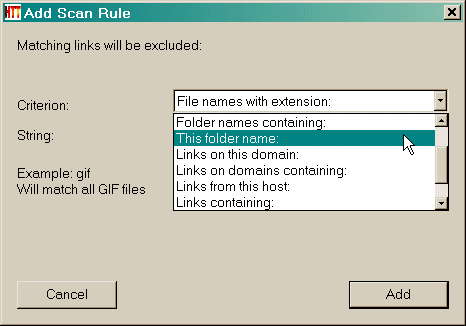 Add Scan Rule
Matching links will be excluded:
Criterion:
File names with extension:
String:
Folder names containing:
This folder name:
Links on this domain:
Links on domains containing:
Links from this host:
Links containing:
Example: gif
Will match all GIF files
Cancel
Add